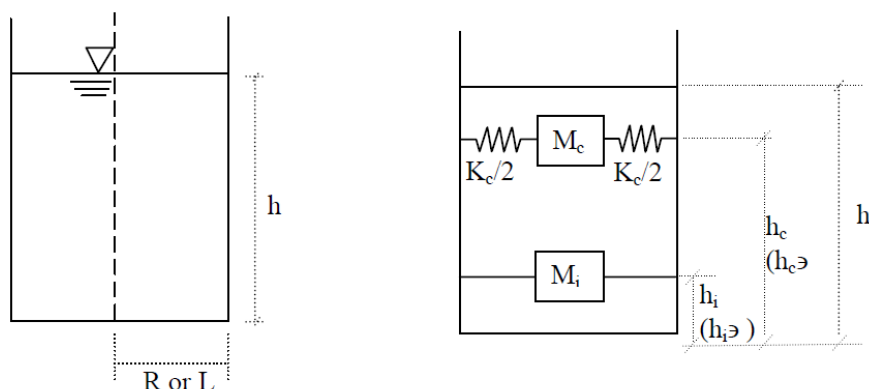 h
R or L
M_c
K_c/2
K_c/2
M_i
h_c
(h_c϶
h_i
(h_i϶ )
h